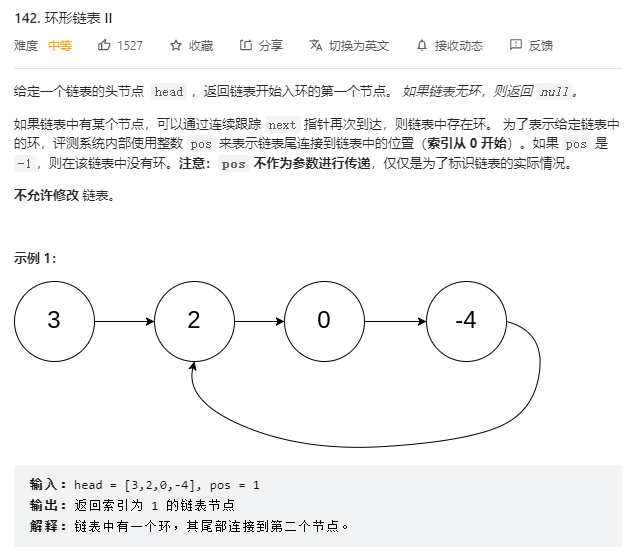 142. 环形链表 II
难度 中等 1527 收藏 分享 切换为英文 接收动态 反馈
给定一个链表的头节点 head ，返回链表开始入环的第一个节点。 如果链表无环，则返回 null。
如果链表中有某个节点，可以通过连续跟踪 next 指针再次到达，则链表中存在环。 为了表示给定链表中
的环，评测系统内部使用整数 pos 来表示链表尾连接到链表中的位置（索引从 0 开始）。如果 pos 是
-1，则在该链表中没有环。注意：pos 不作为参数进行传递，仅仅是为了标识链表的实际情况。
不允许修改 链表。
示例 1：
3 2 0 -4
输入：head = [3,2,0,-4], pos = 1
输出：返回索引为 1 的链表节点
解释：链表中有一个环，其尾部连接到第二个节点。